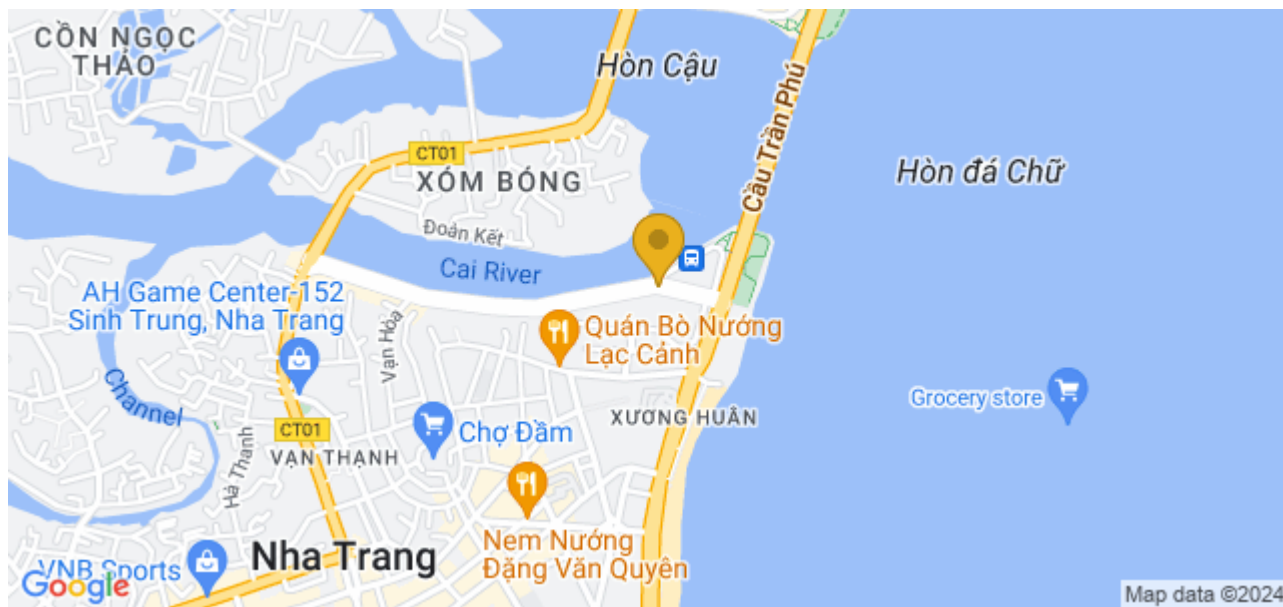 CỒN NGỌC
THẢO
Hòn Cậu
Cầu Trần Phú
CT01
XÓM BÓNG
Hòn đá Chữ
Đoàn Kết
Cai River
AH Game Center-152
Sinh Trung, Nha Trang
Vạn Hóa
Quán Bò Nướng
Lạc Cảnh
Channel
Grocery store
XƯƠNG HUÂN
CT01
Chợ Đầm
VẠN THẠNH
Hà Thanh
Nem Nướng
Đặng Văn Quyên
Nha Trang
VNB Sports
Google
Map data ©2024